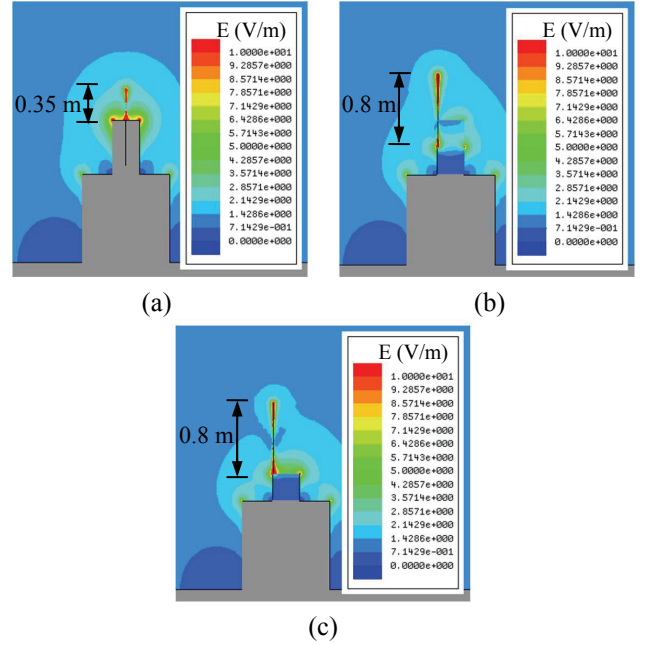 E (V/m)
1.0000e+001
9.2857e+000
8.5714e+000
7.8571e+000
7.1429e+000
6.4286e+000
5.7143e+000
5.0000e+000
4.2857e+000
3.5714e+000
2.8571e+000
2.1429e+000
1.4286e+000
7.1429e-001
0.0000e+000
0.35 m
(a)
E (V/m)
1.0000e+001
9.2857e+000
8.5714e+000
7.8571e+000
7.1429e+000
6.4286e+000
5.7143e+000
5.0000e+000
4.2857e+000
3.5714e+000
2.8571e+000
2.1429e+000
1.4286e+000
7.1429e-001
0.0000e+000
0.8 m
(b)
E (V/m)
1.0000e+001
9.2857e+000
8.5714e+000
7.8571e+000
7.1429e+000
6.4286e+000
5.7143e+000
5.0000e+000
4.2857e+000
3.5714e+000
2.8571e+000
2.1429e+000
1.4286e+000
7.1429e-001
0.0000e+000
0.8 m
(c)